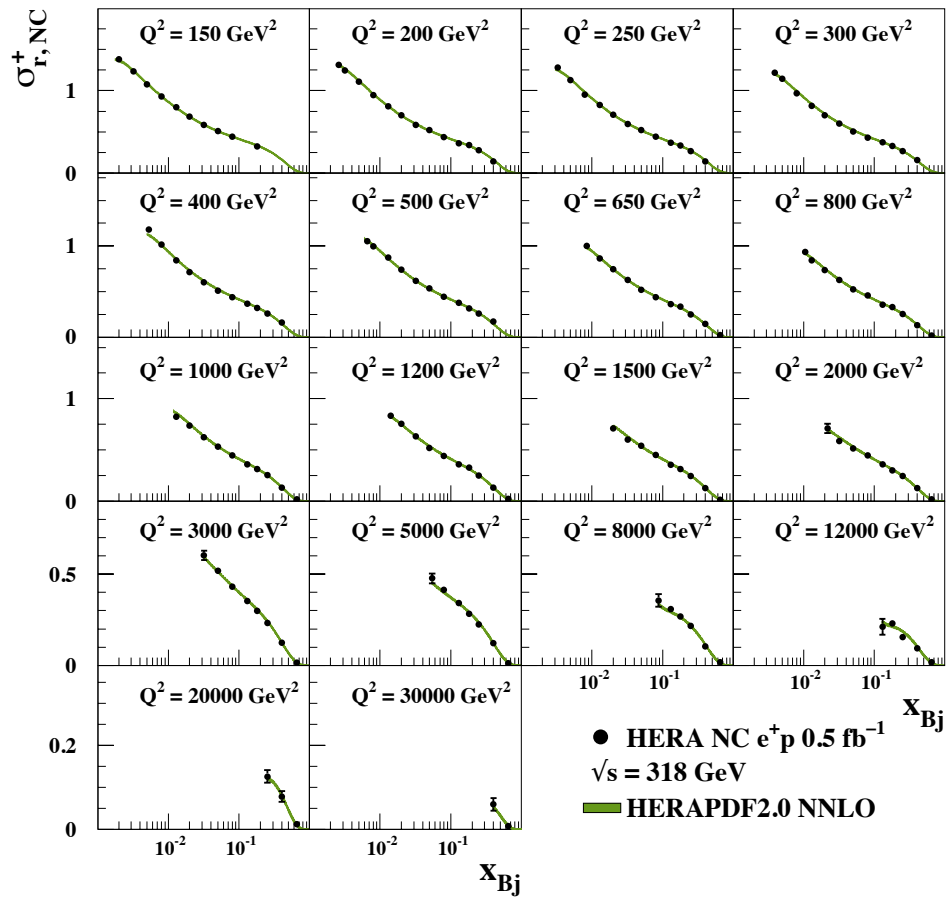 σ⁺r, NC
Q² = 150 GeV²
Q² = 200 GeV²
Q² = 250 GeV²
Q² = 300 GeV²
1
0
Q² = 400 GeV²
Q² = 500 GeV²
Q² = 650 GeV²
Q² = 800 GeV²
1
0
Q² = 1000 GeV²
Q² = 1200 GeV²
Q² = 1500 GeV²
Q² = 2000 GeV²
1
0
Q² = 3000 GeV²
Q² = 5000 GeV²
Q² = 8000 GeV²
Q² = 12000 GeV²
0.5
0
10⁻² 10⁻¹
10⁻² 10⁻¹
xBj
Q² = 20000 GeV²
Q² = 30000 GeV²
0.2
0
10⁻² 10⁻¹
10⁻² 10⁻¹
xBj
HERA NC e⁺p 0.5 fb⁻¹
√s = 318 GeV
HERAPDF2.0 NNLO